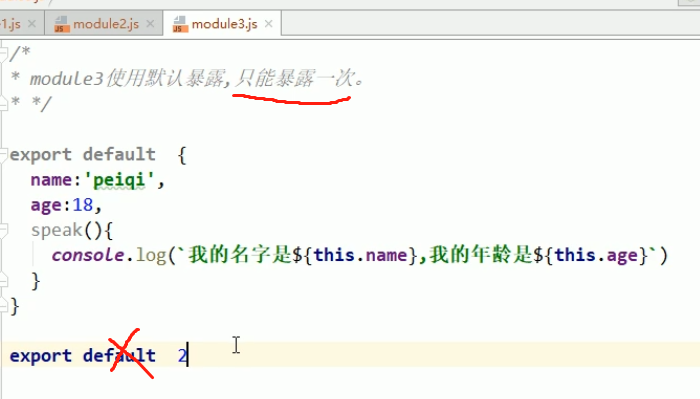 1.js × module2.js × module3.js ×
/*
* module3使用默认暴露,只能暴露一次。
* */
export default {
name:'peiqi',
age:18,
speak(){
console.log(`我的名字是${this.name},我的年龄是${this.age}`)
}
}
export default 2